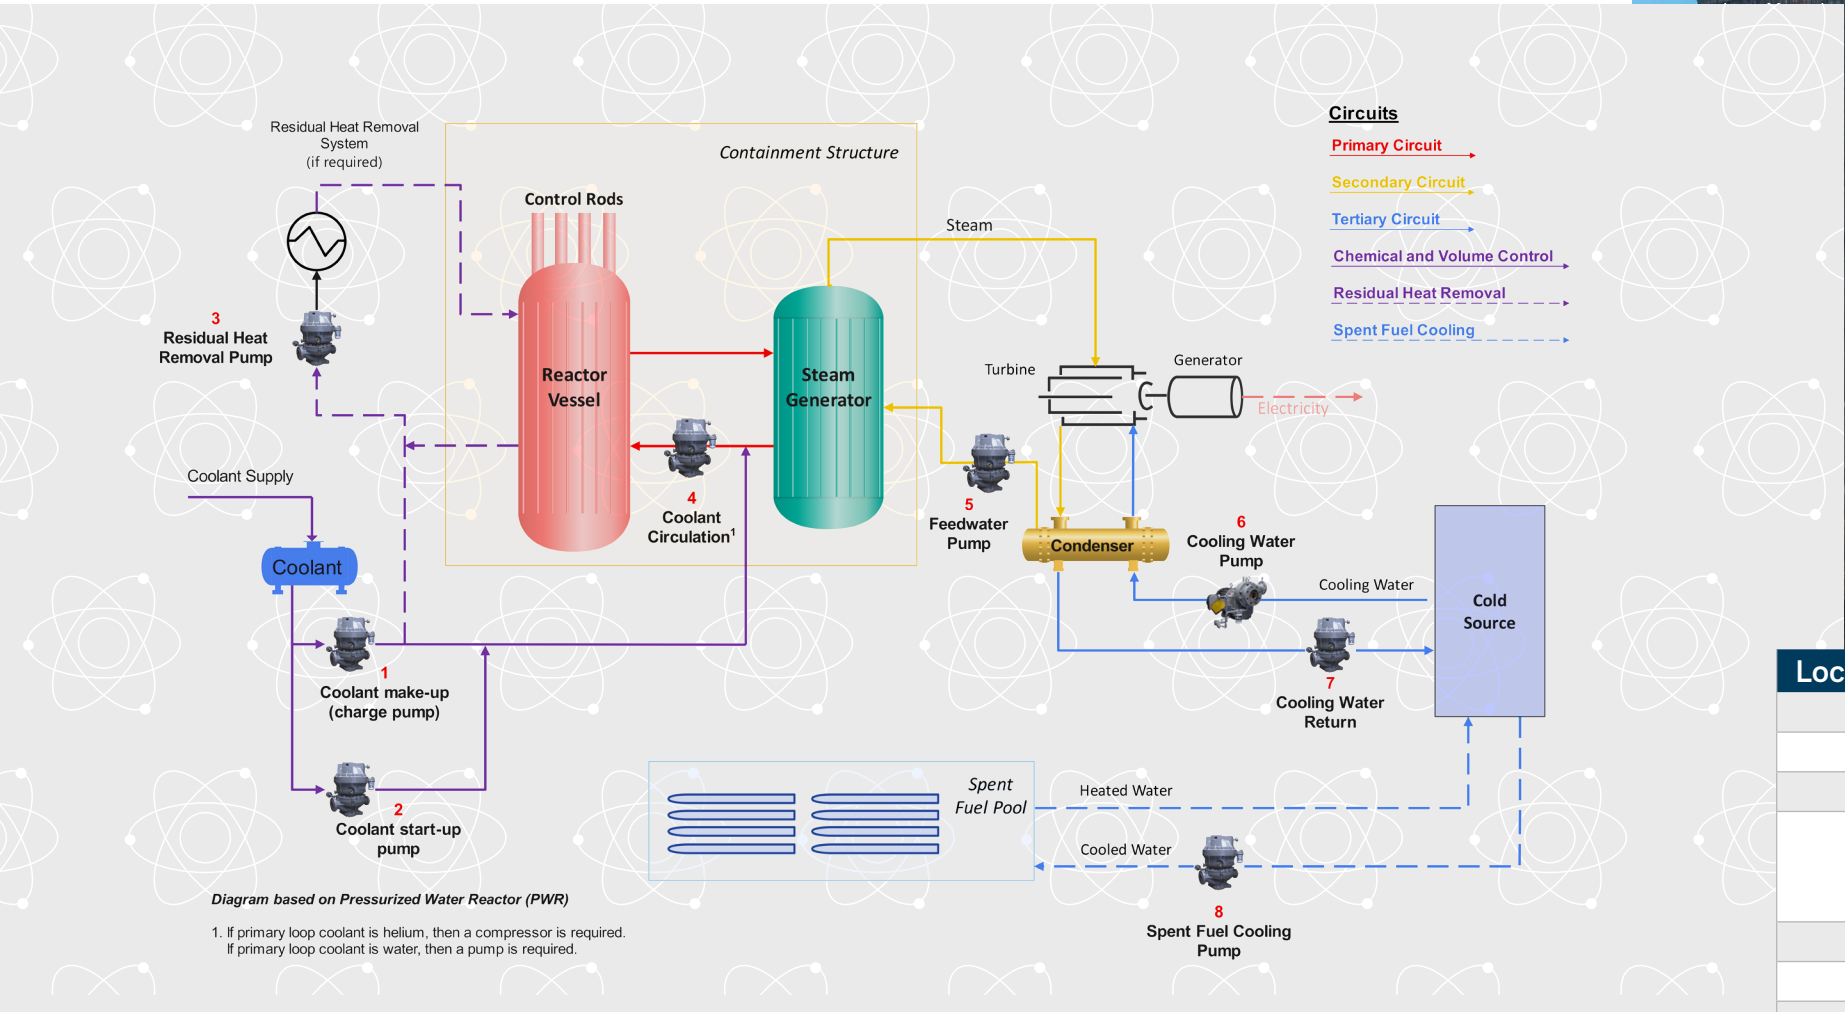 Residual Heat Removal
System
(if required)
Containment Structure
Control Rods
Circuits
Primary Circuit
Secondary Circuit
Tertiary Circuit
Chemical and Volume Control
Residual Heat Removal
Spent Fuel Cooling
Steam
3
Residual Heat
Removal Pump
Reactor
Vessel
Steam
Generator
Turbine
Generator
Electricity
Coolant Supply
4
Coolant
Circulation¹
5
Feedwater
Pump
Condenser
6
Cooling Water
Pump
Cooling Water
Cold
Source
Coolant
1
Coolant make-up
(charge pump)
7
Cooling Water
Return
2
Coolant start-up
pump
Spent
Fuel Pool
Heated Water
Cooled Water
8
Spent Fuel Cooling
Pump
Diagram based on Pressurized Water Reactor (PWR)
1. If primary loop coolant is helium, then a compressor is required.
If primary loop coolant is water, then a pump is required.
Loc